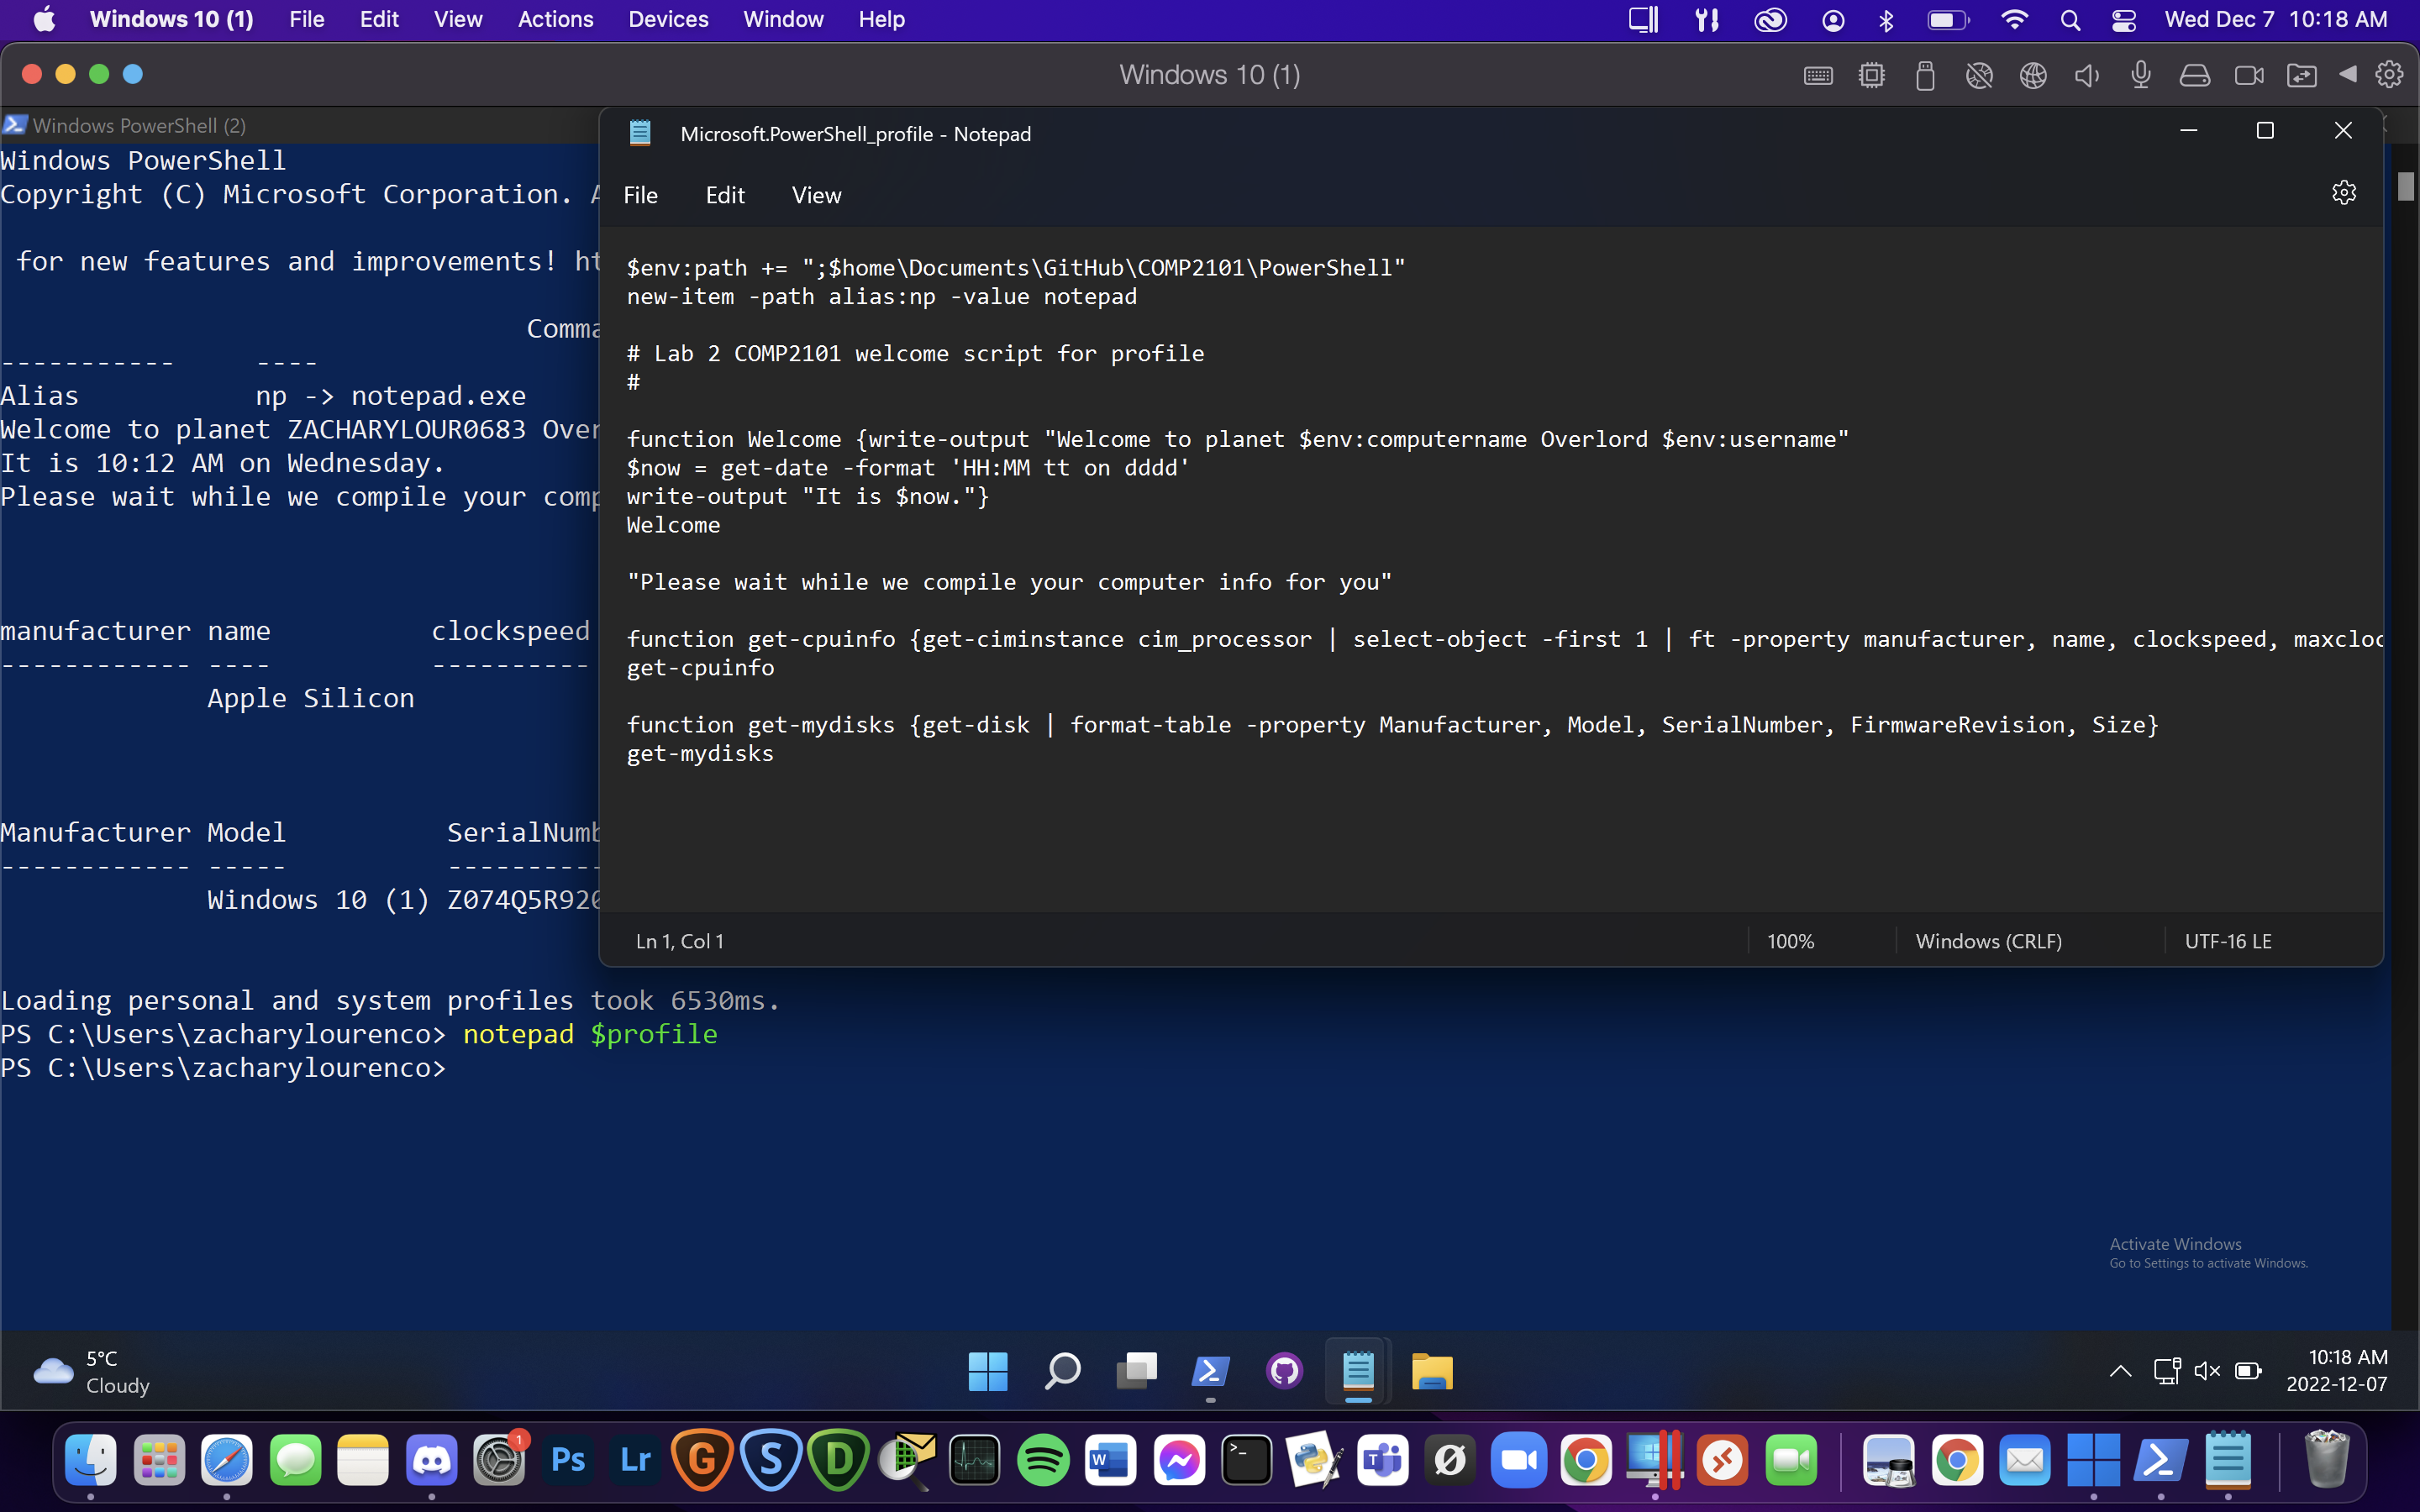 Windows 10 (1) File Edit View Actions Devices Window Help Wed Dec 7 10:18 AM
Windows 10 (1)
Windows PowerShell (2)
Windows PowerShell
Copyright (C) Microsoft Corporation.
for new features and improvements!
-----------     ----
Alias           np -> notepad.exe
Welcome to planet ZACHARYLOUR0683
It is 10:12 AM on Wednesday.
Please wait while we compile your
manufacturer name          clockspeed
------------ ----          ----------
Apple Silicon
Manufacturer Model
------------ -----          ----------
Windows 10 (1)
Loading personal and system profiles took 6530ms.
PS C:\Users\zacharylourenco> notepad $profile
PS C:\Users\zacharylourenco>
Microsoft.PowerShell_profile - Notepad
File Edit View
$env:path += ";$home\Documents\GitHub\COMP2101\PowerShell"
new-item -path alias:np -value notepad
# Lab 2 COMP2101 welcome script for profile
#
function Welcome {write-output "Welcome to planet $env:computername Overlord $env:username"
$now = get-date -format 'HH:MM tt on dddd'
write-output "It is $now."}
Welcome
"Please wait while we compile your computer info for you"
function get-cpuinfo {get-ciminstance cim_processor | select-object -first 1 | ft -property manufacturer, name, clockspeed,
get-cpuinfo
function get-mydisks {get-disk | format-table -property Manufacturer, Model, SerialNumber, FirmwareRevision, Size}
get-mydisks
Ln 1, Col 1 100% Windows (CRLF) UTF-16 LE
Activate Windows
Go to Settings to activate Windows.
5°C
Cloudy
10:18 AM
2022-12-07
1
Ps Lr G S D